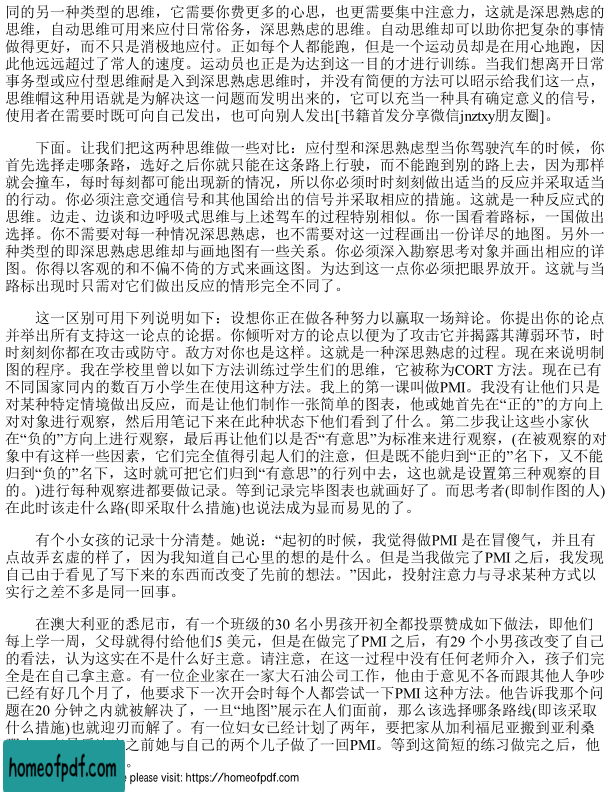 同的另一种类型的思维，它需要你费更多的心思，也更需要集中注意力，这就是深思熟虑的
思维，自动思维可用来应付日常俗务，深思熟虑的思维。自动思维却可以助你把复杂的事情
做得更好，而不只是消极地应付。正如每个人都能跑，但是一个运动员却是在用心地跑，因
此他远远超过了常人的速度。运动员也正是为达到这一目的才进行训练。当我们想离开日常
事务型或应付型思维耐是入到深思熟虑思维时，并没有简便的方法可以昭示给我们这一点，
思维帽这种用语就是为解决这一问题而发明出来的，它可以充当一种具有确定意义的信号，
使用者在需要时既可向自己发出，也可向别人发出[书籍首发分享微信jnztxy朋友圈]。
下面。让我们把这两种思维做一些对比；应付型和深思熟虑型当你驾驶汽车的时候，你
首先选择走哪条路，选好之后你就只能在这条路上行驶，而不能跑到别的路上去，因为那样
就会撞车，每时每刻都可能出现新的情况，所以你必须时时刻刻做出适当的反应并采取适当
的行动。你必须注意交通信号和其他国给出的信号并采取相应的措施。这就是一种反应式的
思维。边走、边谈和边呼吸式思维与上述驾车的过程特别相似。你一国看着路标，一国做出
选择。你不需要对每一种情况深思熟虑，也不需要对这一过程画出一份详尽的地图。另外一
种类型的即深思熟虑思维却与画地图有一些关系。你必须深入勘察思考对象并画出相应的详
图。你得以客观的和不偏不倚的方式来画这图。为达到这一点你必须把眼界放开。这就与当
路标出现时只需对它们做出反应的情形完全不同了。
这一区别可用下列说明如下：设想你正在做各种努力以赢取一场辩论。你提出你的论点
并举出所有支持这一论点的论据。你倾听对方的论点以便为了攻击它并揭露其薄弱环节，时
时刻刻你都在攻击或防守。敌方对你也是这样。这就是一种深思熟虑的过程。现在来说明制
图的程序。我在学校里曾以如下方法训练过学生们的思维，它被称为CORT 方法。现在已有
不同国家同内的数百万小学生在使用这种方法。我上的第一课叫做PMI。我没有让他们只是
对某种特定情境做出反应，而是让他们制作一张简单的图表，他或她首先在“正的”的方向上
对对象进行观察，然后用笔记下来在此种状态下他们看到了什么。第二步我让这些小家伙
在“负的”方向上进行观察，最后再让他们以是否“有意思”为标准来进行观察，(在被观察的对
象中有这样一些因素，它们完全值得引起人们的注意，但是既不能归到“正的”名下，又不能
归到“负的”名下，这时就可把它们归到“有意思”的行列中去，这也就是设置第三种观察的目
的。)进行每种观察进都要做记录。等到记录完毕图表也就画好了。而思考者(即制作图的人)
在此时该走什么路(即采取什么措施)也说法成为显而易见的了。
有个小女孩的记录十分清楚。她说：“起初的时候，我觉得做PMI 是在冒傻气，并且有
点故弄玄虚的样了，因为我知道自己心里的想的是什么。但是当我做完了PMI 之后，我发现
自己由于看见了写下来的东西而改变了先前的想法。”因此，投射注意力与寻求某种方式以
实行之差不多是同一回事。
在澳大利亚的悉尼市，有一个班级的30 名小男孩开初全都投票赞成如下做法，即他们
每上学一周，父母就得付给他们5 美元，但是在做完了PMI 之后，有29 个小男孩改变了自己
的看法，认为这实在不是什么好主意。请注意，在这一过程中没有任何老师介入，孩子们完
全是在自己拿主意。有一位企业家在一家大石油公司工作，他由于意见不各而跟其他人争吵
已经有好几个月了，他要求下一次开会时每个人都尝试一下PMI 这种方法。他告诉我那个问
题在20 分钟之内就被解决了，一旦“地图”展示在人们面前，那么该选择哪条路线(即该采取
什么措施)也就迎刃而解了。有一位妇女已经计划了两年，要把家从加利福尼亚搬到亚利桑
之前她与自己的两个儿子做了一回PMI。等到这简短的练习做完之后，他
homeofpdf.com
please visit: https://homeofpdf.com